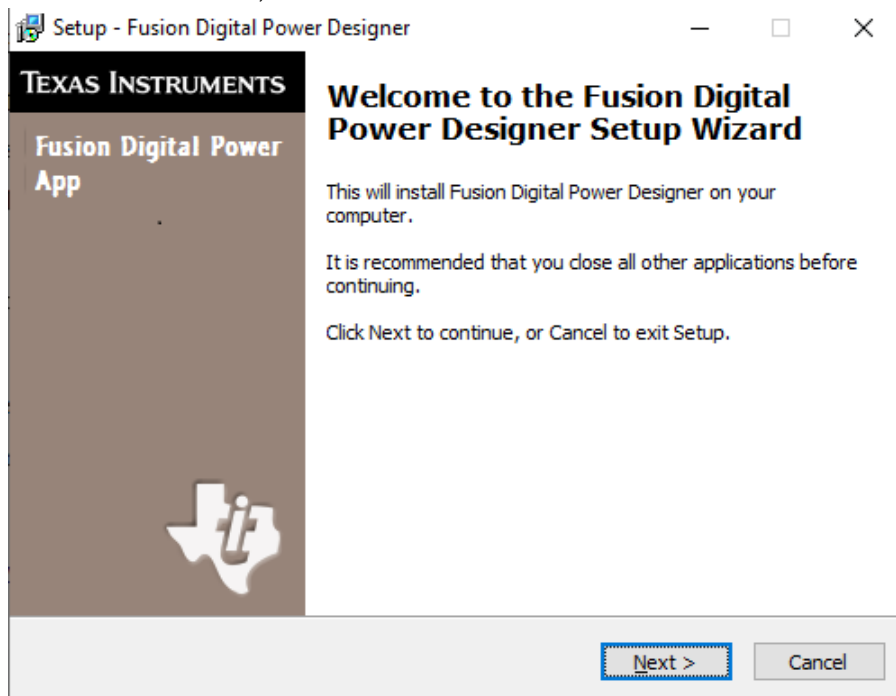 Setup - Fusion Digital Power Designer
TEXAS INSTRUMENTS
Fusion Digital Power
App
Welcome to the Fusion Digital
Power Designer Setup Wizard
This will install Fusion Digital Power Designer on your
computer.
It is recommended that you close all other applications before
continuing.
Click Next to continue, or Cancel to exit Setup.
ti
Next >
Cancel